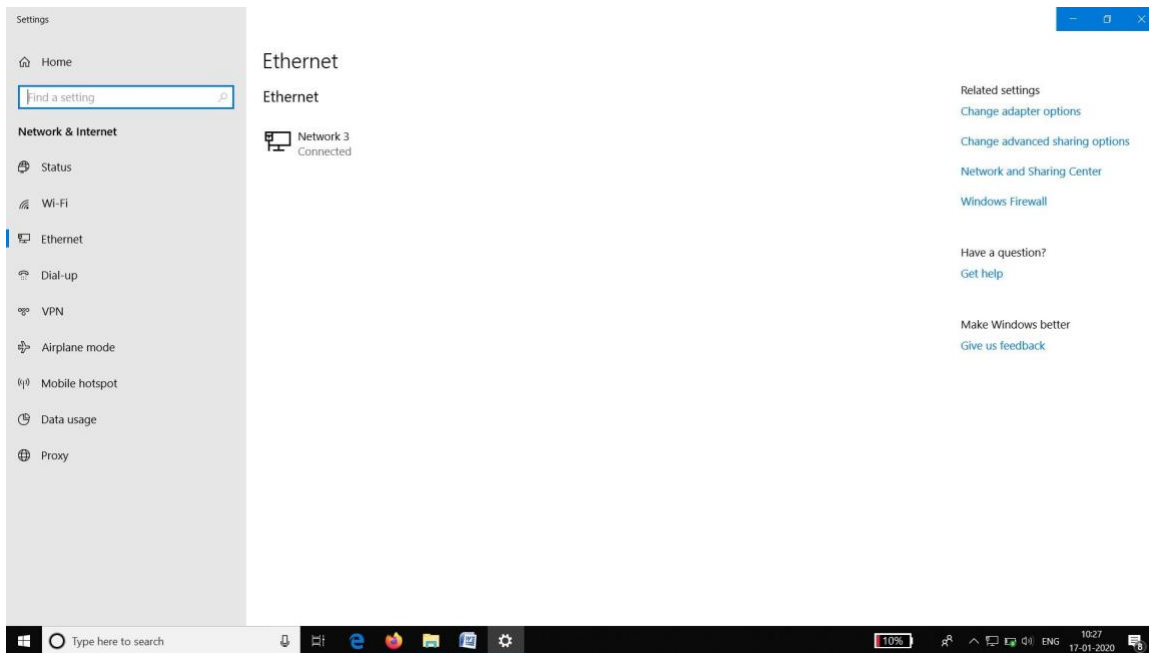 Settings
Home
Find a setting
Network & Internet
Status
Wi-Fi
Ethernet
Dial-up
VPN
Airplane mode
Mobile hotspot
Data usage
Proxy
Ethernet
Ethernet
Network 3
Connected
Related settings
Change adapter options
Change advanced sharing options
Network and Sharing Center
Windows Firewall
Have a question?
Get help
Make Windows better
Give us feedback
Type here to search
10%
ENG
10:27
17-01-2020
8